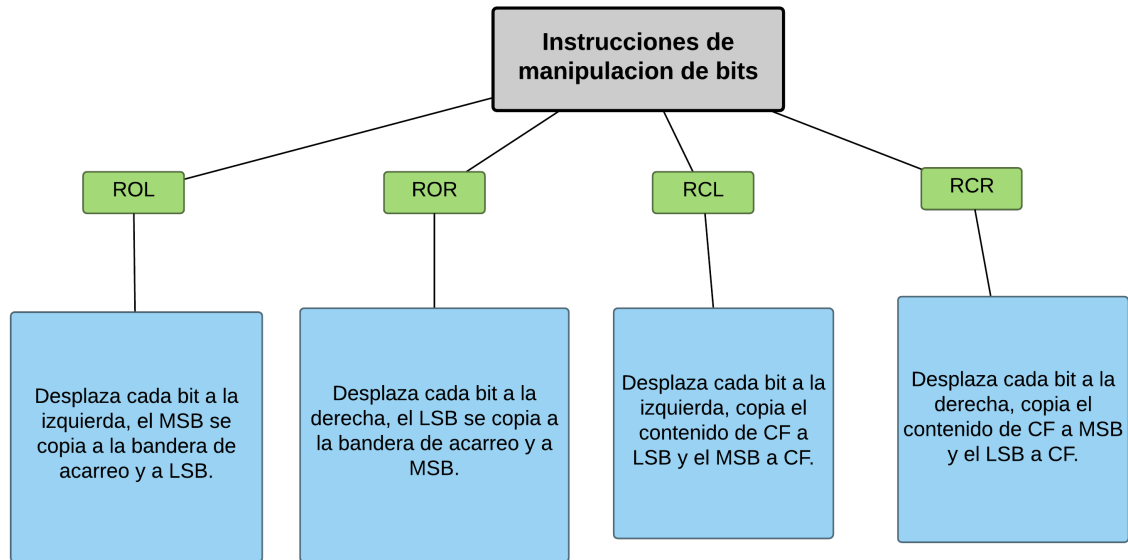 Instrucciones de
manipulacion de bits
ROL
ROR
RCL
RCR
Desplaza cada bit a la
izquierda, el MSB se
copia a la bandera de
acarreo y a LSB.
Desplaza cada bit a la
derecha, el LSB se copia a
la bandera de acarreo y a
MSB.
Desplaza cada bit a la
izquierda, copia el
contenido de CF a
LSB y el MSB a CF.
Desplaza cada bit a la
derecha, copia el
contenido de CF a MSB
y el LSB a CF.